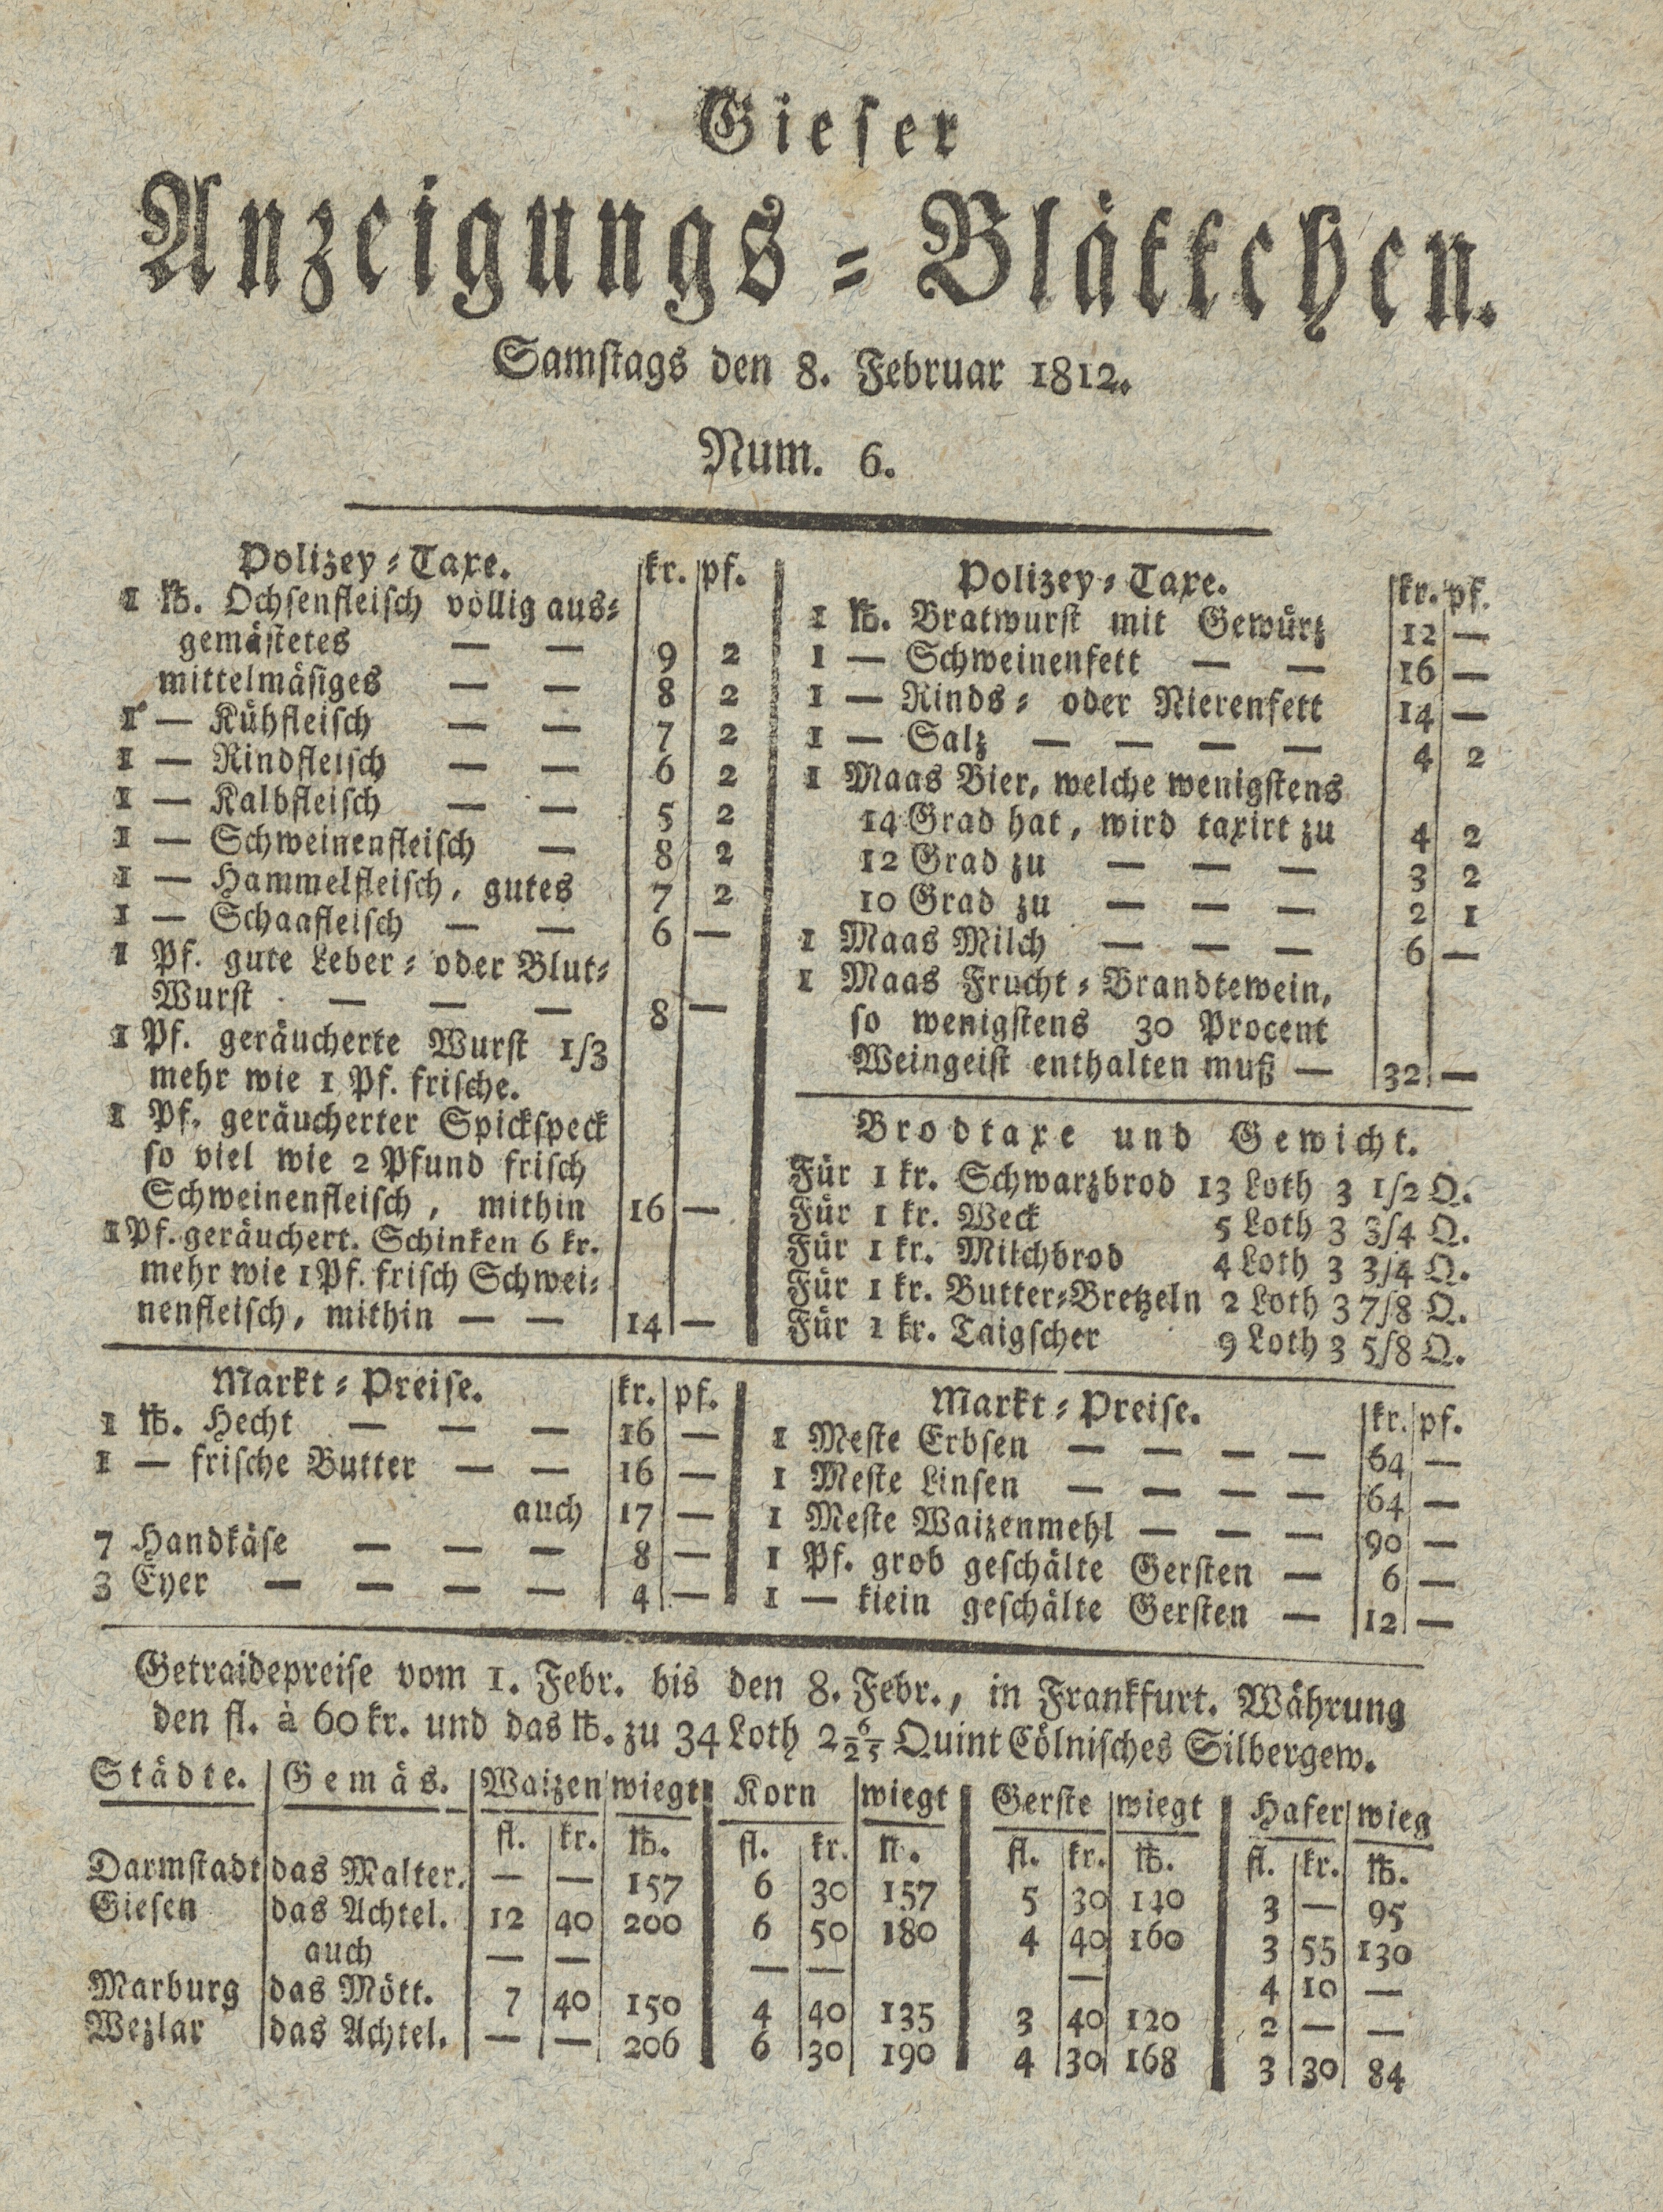 Gieser
Anzeigungs-Blättchen.
Samstags den 8. Februar 1812.
Num. 6.
Polizey-Taxe. kr. pf.
1 ℔. Ochsenfleisch völlig aus-
gemästetes — — 9 2
mittelmäsiges — — 8 2
1 — Kühfleisch — — 7 2
1 — Rindfleisch — — 6 2
1 — Kalbfleisch — — 5 2
1 — Schweinenfleisch — 8 2
1 — Hammelfleisch, gutes 7 2
1 — Schaafleisch — — 6 —
1 Pf. gute Leber- oder Blut-
Wurst — — — 8 —
1 Pf. geräucherte Wurst 1/3
mehr wie 1 Pf. frische.
1 Pf. geräucherter Spickspeck
so viel wie 2 Pfund frisch
Schweinenfleisch, mithin 16 —
1 Pf. geräuchert. Schinken 6 kr.
mehr wie 1 Pf. frisch Schwei-
nenfleisch, mithin — — 14 —
Polizey-Taxe. kr. pf.
1 ℔. Bratwurst mit Gewürz 12 —
1 — Schweinenfett — — 16 —
1 — Rinds- oder Nierenfett 14 —
1 — Salz — — — — 4 2
1 Maas Bier, welche wenigstens
14 Grad hat, wird taxirt zu 4 2
12 Grad zu — — — 3 2
10 Grad zu — — — 2 1
1 Maas Milch — — — 6 —
1 Maas Frucht-Brandtewein,
so wenigstens 30 Procent
Weingeist enthalten muß — 32 —
Brodtaxe und Gewicht.
Für 1 kr. Schwarzbrod 13 Loth 3 1/2 Q.
Für 1 kr. Weck 5 Loth 3 3/4 Q.
Für 1 kr. Milchbrod 4 Loth 3 3/4 Q.
Für 1 kr. Butter-Bretzeln 2 Loth 3 7/8 Q.
Für 1 kr. Taigscher 9 Loth 3 5/8 Q.
Markt-Preise. kr. pf.
1 ℔. Hecht — — — 16 —
1 — frische Butter — — 16 —
auch 17 —
7 Handkäse — — — 8 —
3 Eyer — — — — 4 —
Markt-Preise. kr. pf.
1 Meste Erbsen — — — — 64 —
1 Meste Linsen — — — — 64 —
1 Meste Waizenmehl — — — 90 —
1 Pf. grob geschälte Gersten — 6 —
1 — kiein geschälte Gersten — 12 —
Getraidepreise vom 1. Febr. bis den 8. Febr., in Frankfurt. Währung
den fl. à 60 kr. und das ℔. zu 34 Loth 2 6/25 Quint Cölnisches Silbergew.
Städte. Gemäs. Waizen wiegt Korn wiegt Gerste wiegt Hafer wieg
fl. kr. ℔. fl. kr. ℔. fl. kr. ℔. fl. kr. ℔.
Darmstadt das Malter. — — 157 6 30 157 5 30 140 3 — 95
Giesen das Achtel. 12 40 200 6 50 180 4 40 160 3 55 130
auch — — — — — 4 10 —
Marburg das Mött. 7 40 150 4 40 135 3 40 120 2 — —
Wezlar das Achtel. — — 206 6 30 190 4 30 168 3 30 84